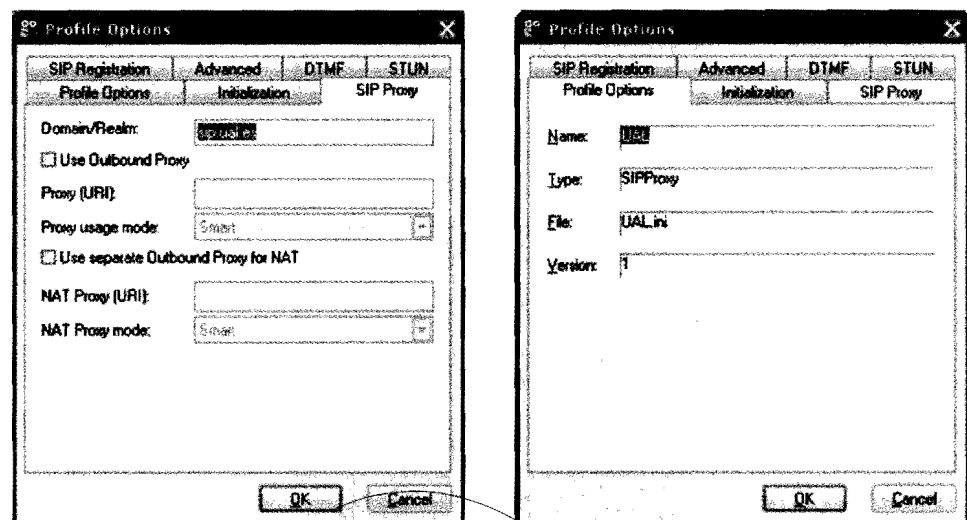 Profile Options
SIP Registration Advanced DTMF STUN
Profile Options Initialization SIP Proxy
Domain/Realm:
Use Outbound Proxy
Proxy (URI):
Proxy usage mode: Smart
Use separate Outbound Proxy for NAT
NAT Proxy (URI):
NAT Proxy mode: Smart
OK Cancel
Profile Options
SIP Registration Advanced DTMF STUN
Profile Options Initialization SIP Proxy
Name: UAL
Type: SIPProxy
File: UAL.ini
Version: 1
OK Cancel